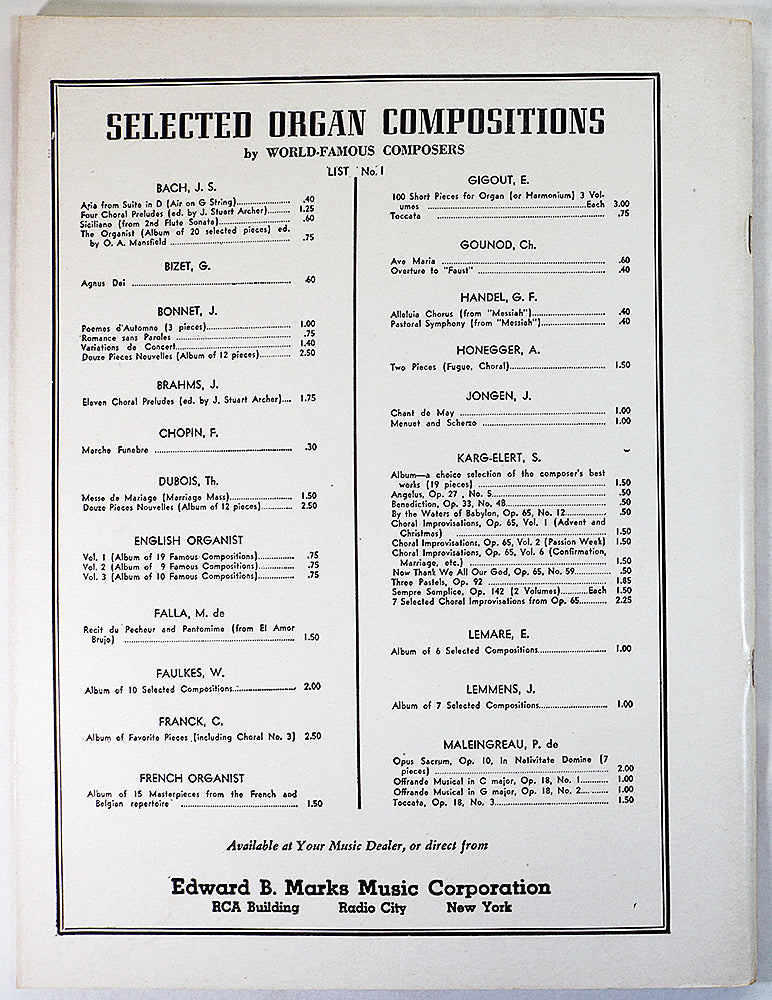 SELECTED ORGAN COMPOSITIONS
by WORLD-FAMOUS COMPOSERS
LIST No. 1
BACH, J. S.
Aria from Suite in D (Air on G String) .40
Four Choral Preludes (ed. by J. Stuart Archer) 1.25
Siciliano (from 2nd Flute Sonata) .60
The Organist (Album of 20 selected pieces) ed.
by O. A. Mansfield .75
BIZET, G.
Agnus Dei .60
BONNET, J.
Poemes d'Automne (3 pieces) 1.00
Romance sans Paroles .75
Variations de Concert 1.40
Douze Pieces Nouvelles (Album of 12 pieces) 2.50
BRAHMS, J.
Eleven Choral Preludes (ed. by J. Stuart Archer) 1.75
CHOPIN, F.
Marche Funebre .30
DUBOIS, Th.
Messe de Mariage (Marriage Mass) 1.50
Douze Pieces Nouvelles (Album of 12 pieces) 2.50
ENGLISH ORGANIST
Vol. 1 (Album of 19 Famous Compositions) .75
Vol. 2 (Album of 9 Famous Compositions) .75
Vol. 3 (Album of 10 Famous Compositions) .75
FALLA, M. de
Recit du Pecheur and Pantomime (from El Amor
Brujo) 1.50
FAULKES, W.
Album of 10 Selected Compositions 2.00
FRANCK, C.
Album of Favorite Pieces (including Choral No. 3) 2.50
FRENCH ORGANIST
Album of 15 Masterpieces from the French and
Belgian repertoire 1.50
GIGOUT, E.
100 Short Pieces for Organ (or Harmonium) 3 Vol-
umes Each 3.00
Toccata .75
GOUNOD, Ch.
Ave Maria .60
Overture to "Faust" .40
HANDEL, G. F.
Alleluia Chorus (from "Messiah") .40
Pastoral Symphony (from "Messiah") .40
HONEGGER, A.
Two Pieces (Fugue, Choral) 1.50
JONGEN, J.
Chant de May 1.00
Menuet and Scherzo 1.00
KARG-ELERT, S.
Album—a choice selection of the composer's best
works (19 pieces) 1.50
Angelus, Op. 27 , No. 5 .50
Benediction, Op. 33, No. 4B .50
By the Waters of Babylon, Op. 65, No. 12 .50
Choral Improvisations, Op. 65, Vol. 1 (Advent and
Christmas) 1.50
Choral Improvisations, Op. 65, Vol. 2 (Passion Week) 1.50
Choral Improvisations, Op. 65, Vol. 6 (Confirmation,
Marriage, etc.) 1.50
Now Thank We All Our God, Op. 65, No. 59 .50
Three Pastels, Op. 92 1.85
Sempre Semplice, Op. 142 (2 Volumes) Each 1.50
7 Selected Choral Improvisations from Op. 65 2.25
LEMARE, E.
Album of 6 Selected Compositions 1.00
LEMMENS, J.
Album of 7 Selected Compositions 1.00
MALEINGREAU, P. de
Opus Sacrum, Op. 10, In Nativitate Domine (7
pieces) 2.00
Offrande Musical in C major, Op. 18, No. 1 1.00
Offrande Musical in G major, Op. 18, No. 2 1.00
Toccata, Op. 18, No. 3 1.50
Available at Your Music Dealer, or direct from
Edward B. Marks Music Corporation
RCA Building Radio City New York